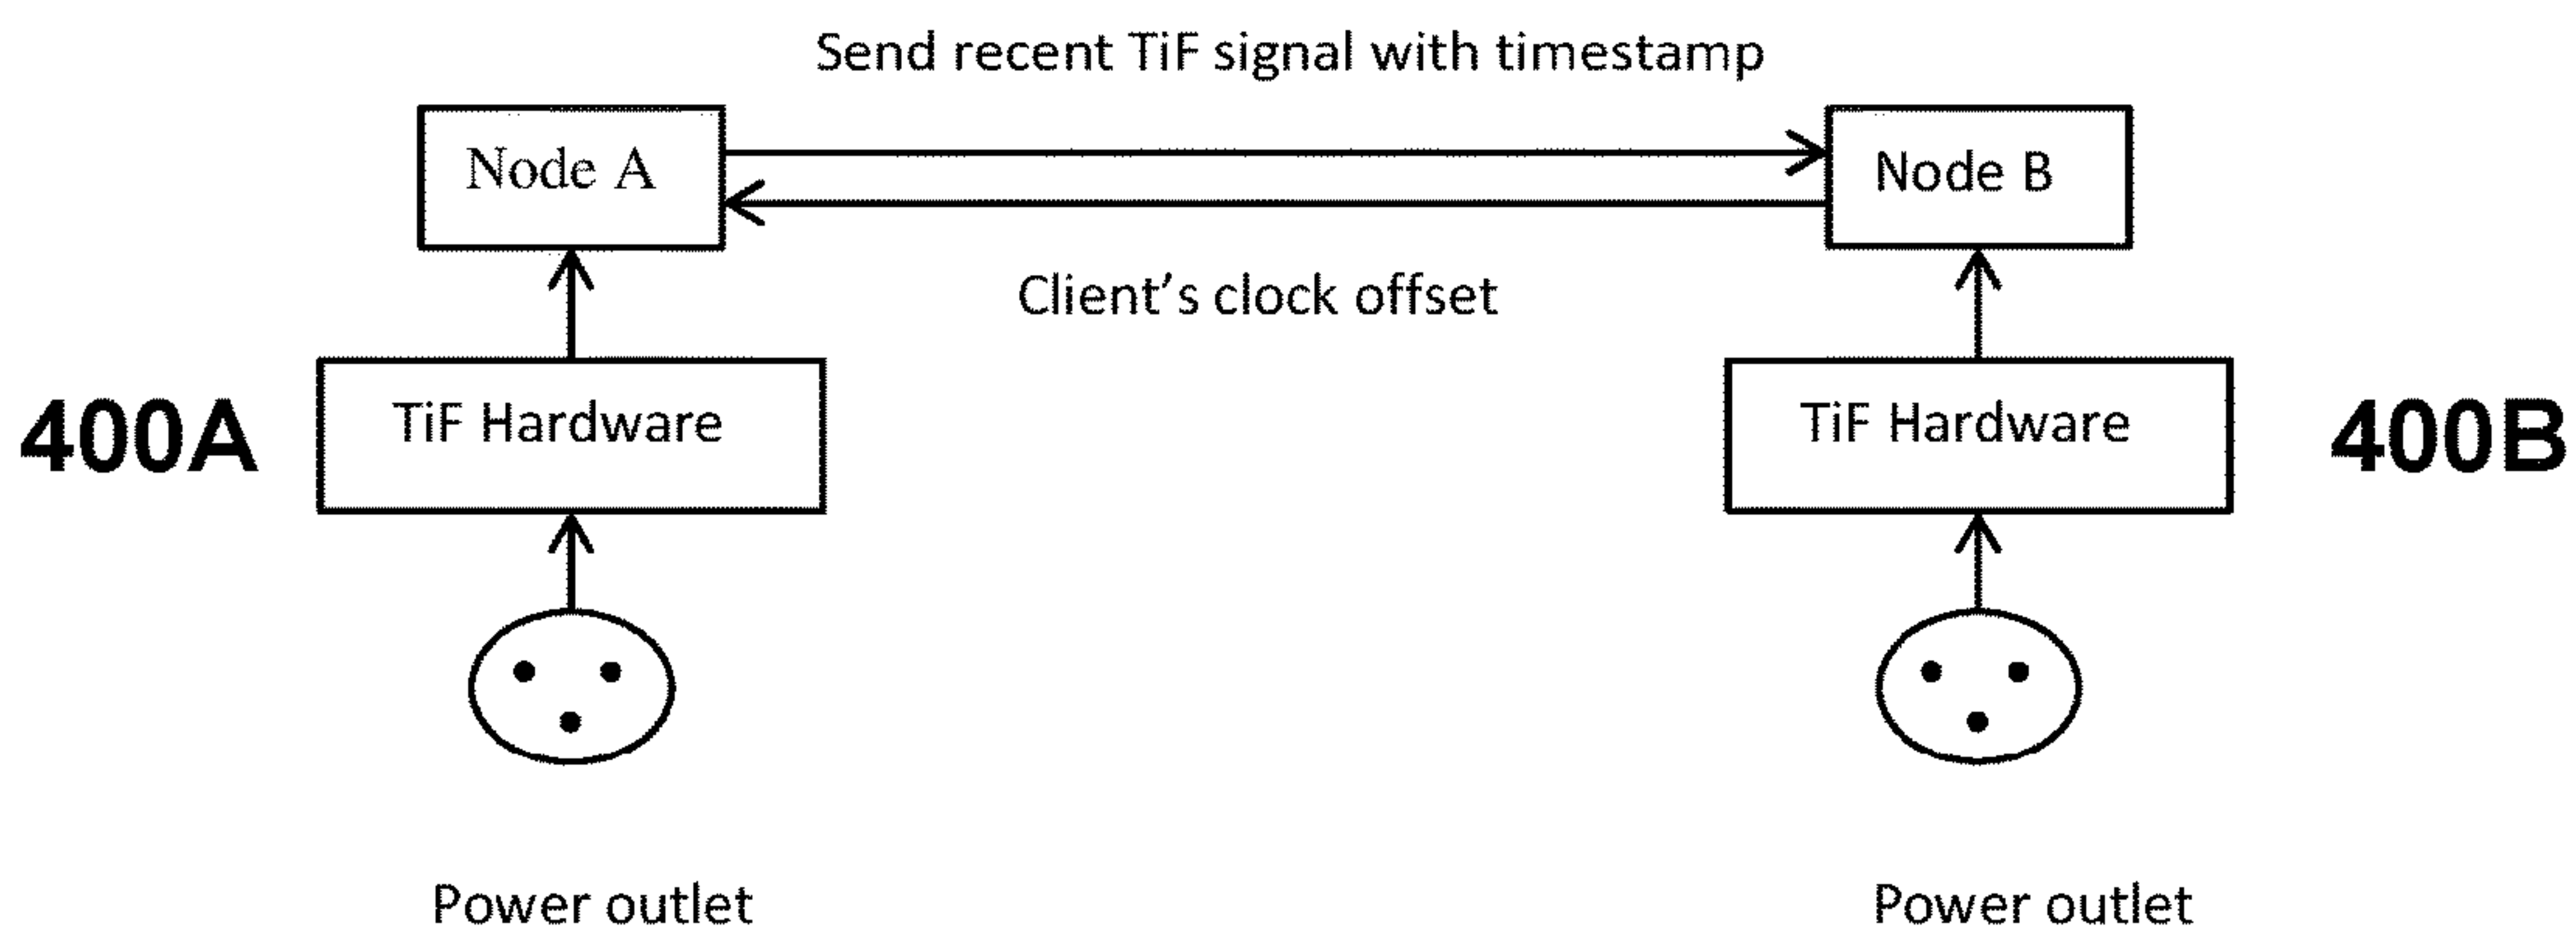 Send recent TiF signal with timestamp
Node A
Node B
Client's clock offset
400A
TiF Hardware
TiF Hardware
400B
Power outlet
Power outlet